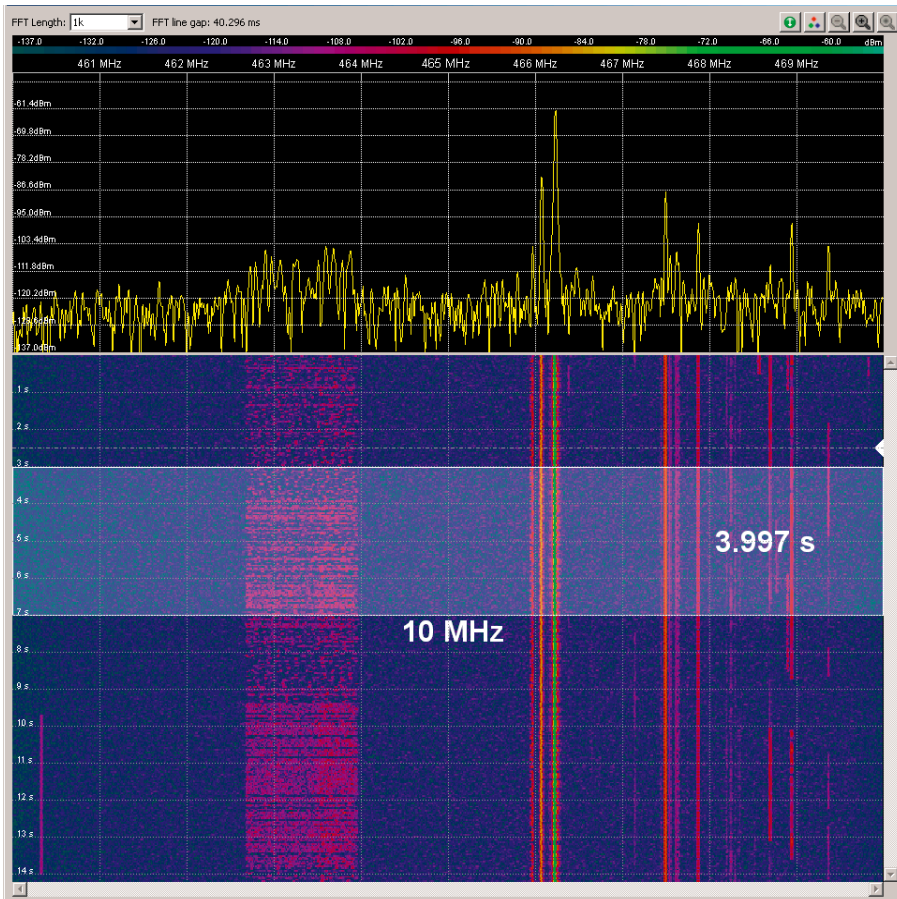 FFT Length: 1k FFT line gap: 40.296 ms
-137.0 -132.0 -126.0 -120.0 -114.0 -108.0 -102.0 -96.0 -90.0 -84.0 -78.0 -72.0 -66.0 -60.0 dBm
461 MHz 462 MHz 463 MHz 464 MHz 465 MHz 466 MHz 467 MHz 468 MHz 469 MHz
-61.4dBm
-69.8dBm
-78.2dBm
-86.6dBm
-95.0dBm
-103.4dBm
-111.8dBm
-120.2dBm
-137.0dBm
1 s
2 s
3 s
4 s
5 s
3.997 s
6 s
7 s
10 MHz
8 s
9 s
10 s
11 s
12 s
13 s
14 s